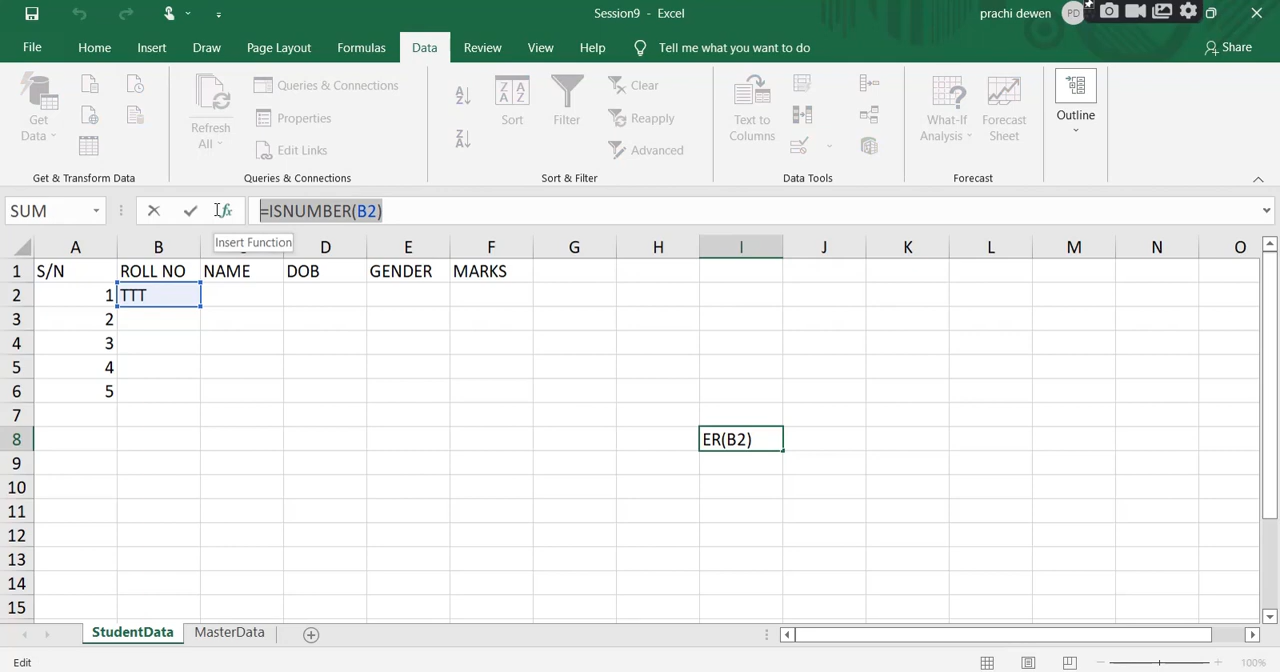 Session9 - Excel
prachi dewen PD
File Home Insert Draw Page Layout Formulas Data Review View Help Tell me what you want to do Share
Get Data
Refresh All
Queries & Connections
Properties
Edit Links
A Z
Z A
Z A A Z
Sort
Filter
Clear
Reapply
Advanced
Text to Columns
What-If Analysis
Forecast Sheet
Outline
Get & Transform Data Queries & Connections Sort & Filter Data Tools Forecast
SUM fx =ISNUMBER(B2)
Insert Function
A B D E F G H I J K L M N O
1 S/N ROLL NO NAME DOB GENDER MARKS
2 1 TTT
3 2
4 3
5 4
6 5
7
8 ER(B2)
9
10
11
12
13
14
15
StudentData MasterData
Edit 100%